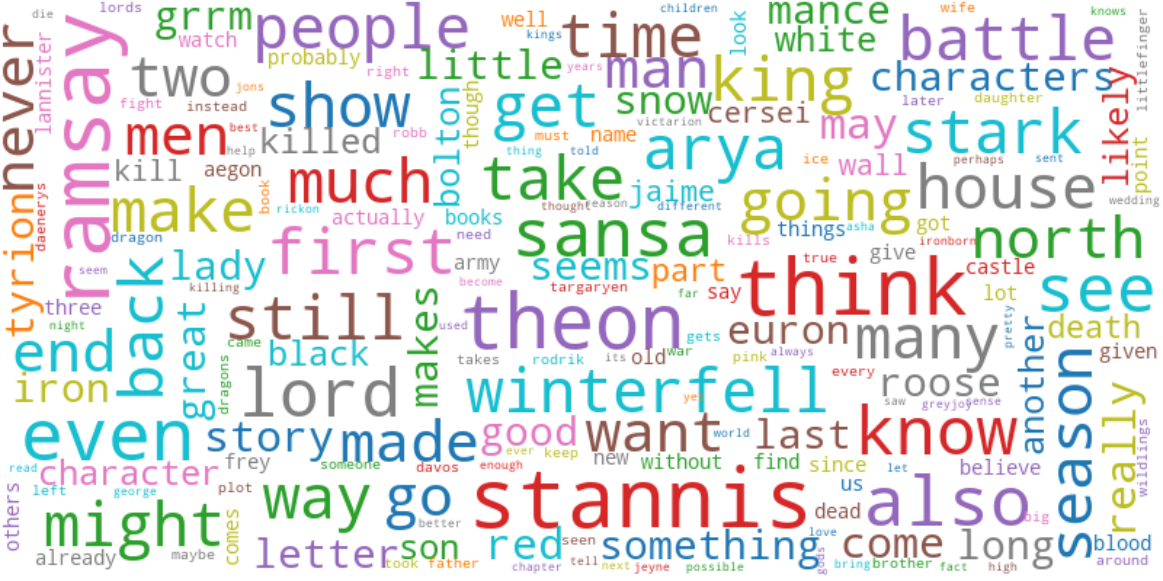 die
lords
grrm
people
well
kings
time
children
look
mance
white
wife
battle
knows
littlefinger
never
lannister
ramsay
watch
probably
right
little
years
man
king
characters
two
jons
fight
instead
show
bolton
though
get
snow
victarion
cersei
later
daughter
may
stark
likely
point
men
best
help
killed
robb
must
name
thing
told
arya
ice
wall
perhaps
sent
house
wedding
kill
aegon
book
much
take
jaime
different
thought
reason
going
tyrion
daenerys
make
rickon
actually
books
need
sansa
kills
things
asha
got
ironborn
north
dragon
first
army
seems
part
give
true
castle
seem
back
lady
killing
become
targaryen
far
say
think
lot
see
three
night
great
still
makes
used
theon
gets
euron
many
pretty
another
death
given
end
came
black
takes
rodrik
its
old
war
pink
always
iron
dragons
lord
winterfell
yet
every
roose
saw
greyjoy
sense
season
really
even
story
made
good
ever
keep
want
world
last
know
wildlings
read
character
frey
someone
davos
enough
new
without
find
since
let
believe
others
left
george
plot
way
go
better
stannis
us
dead
also
big
might
comes
already
maybe
letter
took
son
father
red
seen
something
love
gods
come
long
blood
chapter
tell
next
jeyne
possible
bring
brother
fact
high
around